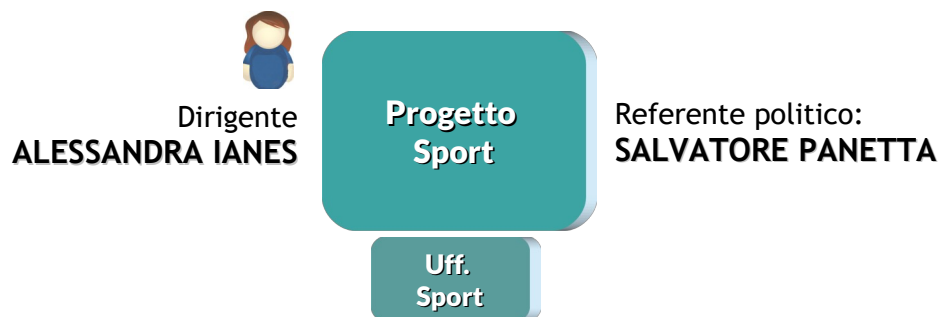 Dirigente
ALESSANDRA IANES
Progetto
Sport
Referente politico:
SALVATORE PANETTA
Uff.
Sport